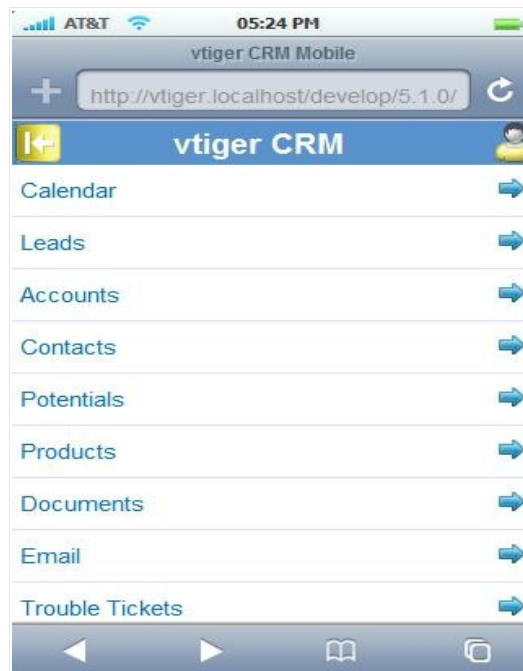 AT&T 05:24 PM
vtiger CRM Mobile
http://vtiger.localhost/develop/5.1.0/
vtiger CRM
Calendar
Leads
Accounts
Contacts
Potentials
Products
Documents
Email
Trouble Tickets